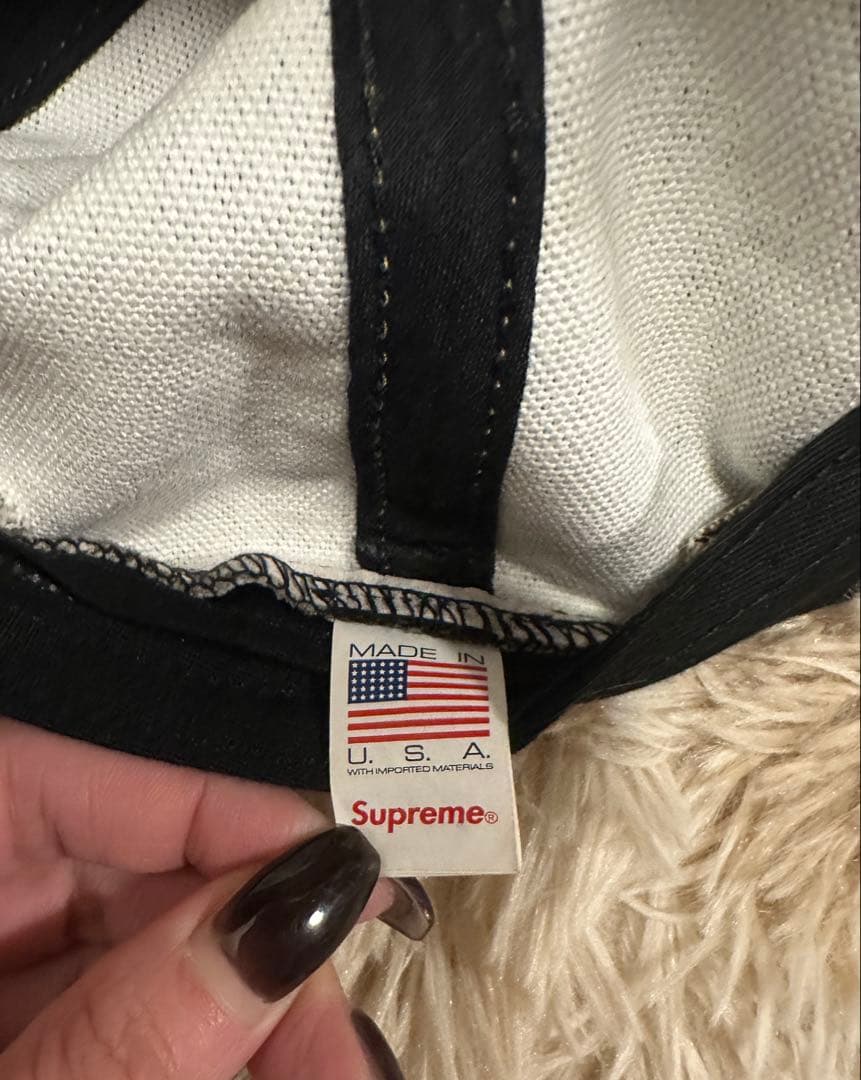 MADE IN
U. S. A.
WITH IMPORTED MATERIALS
Supreme®